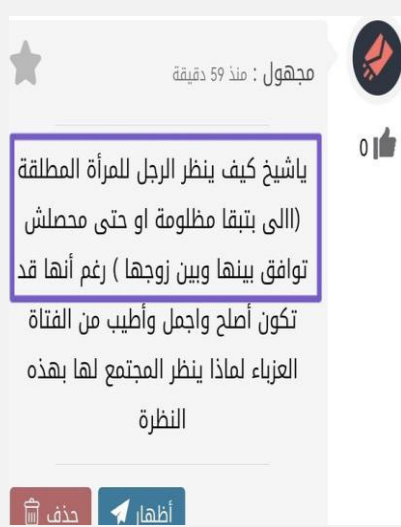 مجهول : منذ 59 دقيقة
0
ياشيخ كيف ينظر الرجل للمرأة المطلقة
(االى بتبقا مظلومة او حتى محصلش
توافق بينها وبين زوجها ) رغم أنها قد
تكون أصلح واجمل وأطيب من الفتاة
العزباء لماذا ينظر المجتمع لها بهذه
النظرة
أظهار
حذف